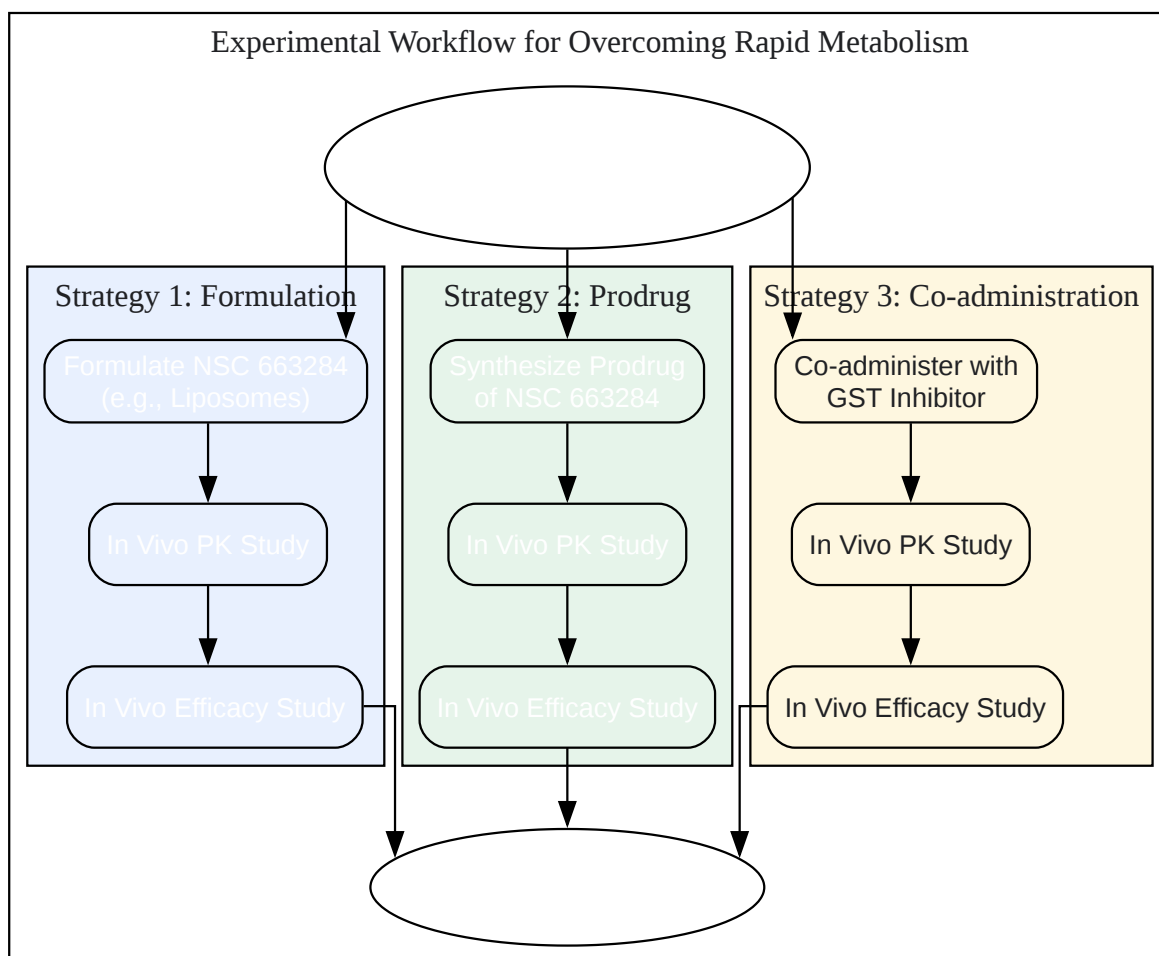 Experimental Workflow for Overcoming Rapid Metabolism
Strategy 1: Formulation
Formulate NSC 663284
(e.g., Liposomes)
In Vivo PK Study
In Vivo Efficacy Study
Strategy 2: Prodrug
Synthesize Prodrug
of NSC 663284
In Vivo PK Study
In Vivo Efficacy Study
Strategy 3: Co-administration
Co-administer with
GST Inhibitor
In Vivo PK Study
In Vivo Efficacy Study